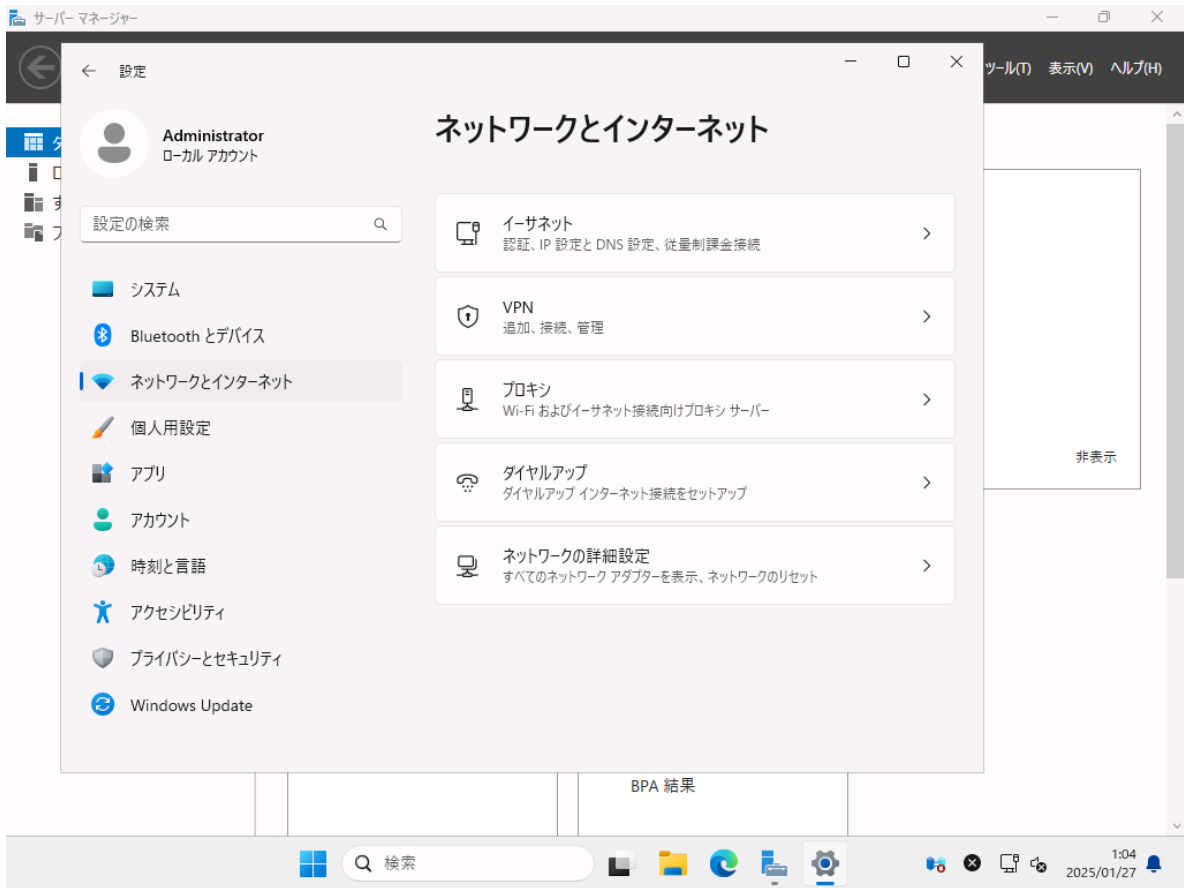 サーバー マネージャー
ツール(T) 表示(V) ヘルプ(H)
設定
Administrator
ローカル アカウント
設定の検索
システム
Bluetooth とデバイス
ネットワークとインターネット
個人用設定
アプリ
アカウント
時刻と言語
アクセシビリティ
プライバシーとセキュリティ
Windows Update
ネットワークとインターネット
イーサネット
認証、IP 設定と DNS 設定、従量制課金接続
VPN
追加、接続、管理
プロキシ
Wi-Fi およびイーサネット接続向けプロキシ サーバー
ダイヤルアップ
ダイヤルアップ インターネット接続をセットアップ
ネットワークの詳細設定
すべてのネットワーク アダプターを表示、ネットワークのリセット
非表示
BPA 結果
検索
1:04
2025/01/27